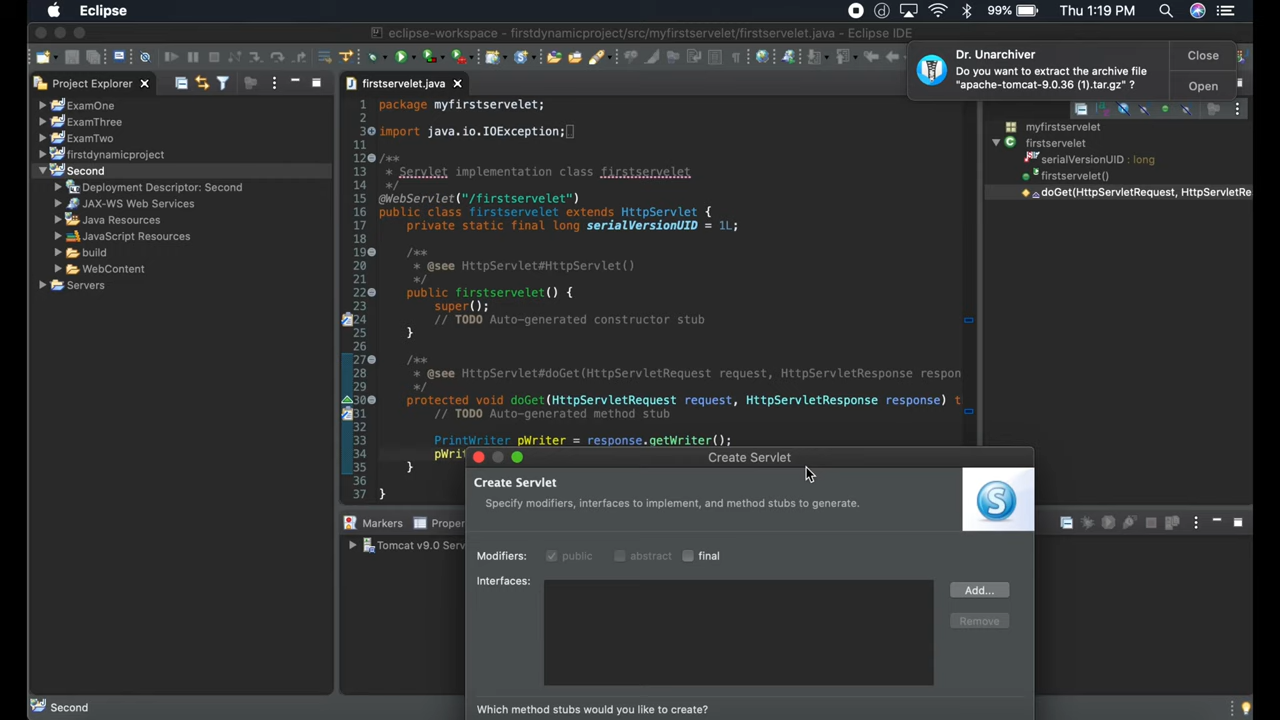 Eclipse
99%
Thu 1:19 PM
eclipse-workspace - firstdynamicproject/src/myfirstservelet/firstservelet.java - Eclipse IDE
Dr. Unarchiver
Do you want to extract the archive file
"apache-tomcat-9.0.36 (1).tar.gz" ?
Close
Open
Project Explorer
ExamOne
ExamThree
ExamTwo
firstdynamicproject
Second
Deployment Descriptor: Second
JAX-WS Web Services
Java Resources
JavaScript Resources
build
WebContent
Servers
firstservelet.java
1 package myfirstservelet;
2
3 import java.io.IOException;
11
12 /**
13 * Servlet implementation class firstservelet
14 */
15 @WebServlet("/firstservelet")
16 public class firstservelet extends HttpServlet {
17 private static final long serialVersionUID = 1L;
18
19 /**
20 * @see HttpServlet#HttpServlet()
21 */
22 public firstservelet() {
23 super();
24 // TODO Auto-generated constructor stub
25 }
26
27 /**
28 * @see HttpServlet#doGet(HttpServletRequest request, HttpServletResponse respon
29 */
30 protected void doGet(HttpServletRequest request, HttpServletResponse response) t
31 // TODO Auto-generated method stub
32
33 PrintWriter pWriter = response.getWriter();
34 pWrit
35 }
36
37 }
myfirstservelet
firstservelet
serialVersionUID : long
firstservelet()
doGet(HttpServletRequest, HttpServletRe
Markers
Proper
Tomcat v9.0 Serv
Create Servlet
Create Servlet
Specify modifiers, interfaces to implement, and method stubs to generate.
S
Modifiers:
public
abstract
final
Interfaces:
Add...
Remove
Which method stubs would you like to create?
Second